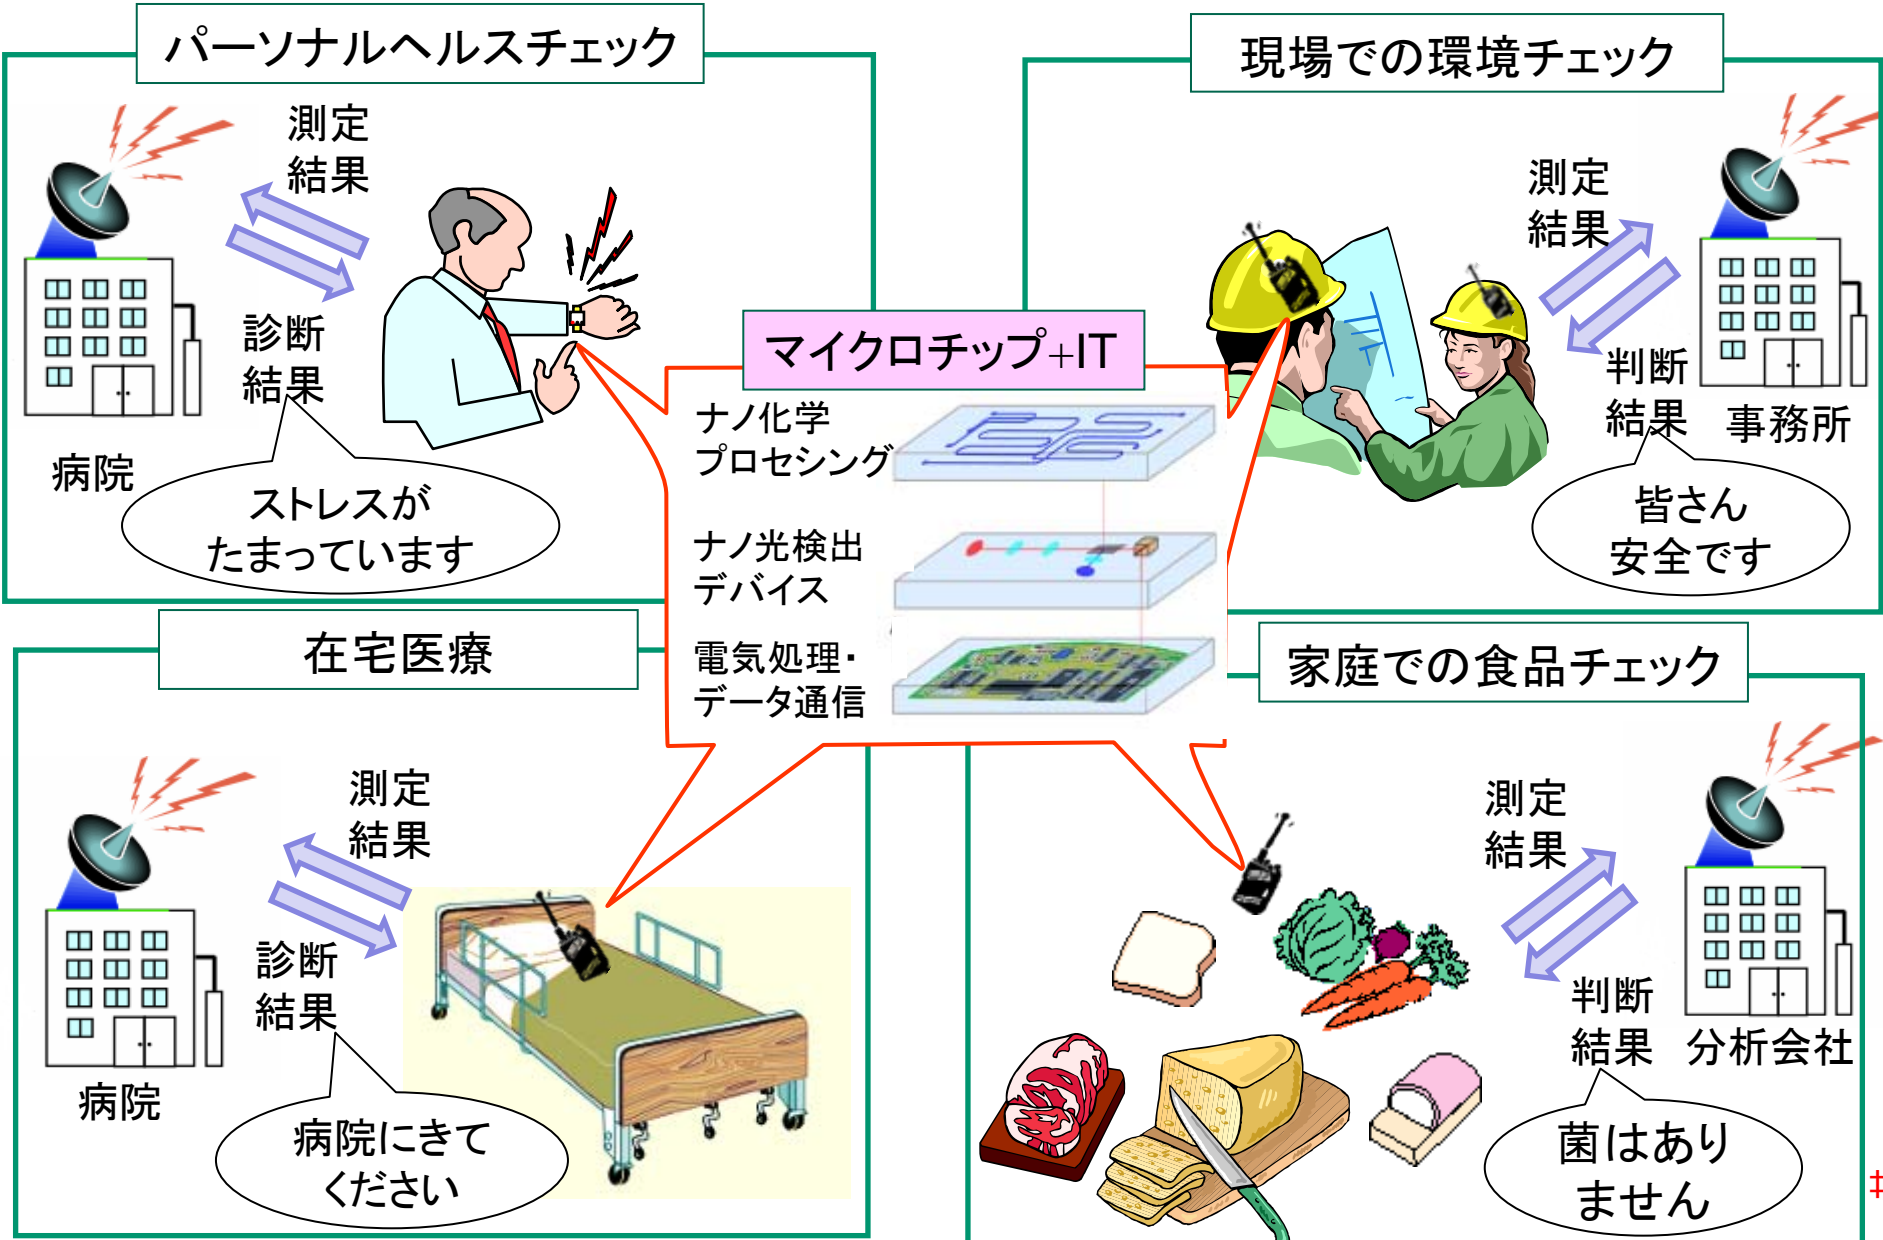 パーソナルヘルスチェック
測定
結果
診断
結果
病院
ストレスが
たまっています
現場での環境チェック
測定
結果
判断
結果
事務所
皆さん
安全です
マイクロチップ+IT
ナノ化学
プロセシング
ナノ光検出
デバイス
電気処理・
データ通信
在宅医療
測定
結果
診断
結果
病院
病院にきて
ください
家庭での食品チェック
測定
結果
判断
結果
分析会社
菌はあり
ません
‡